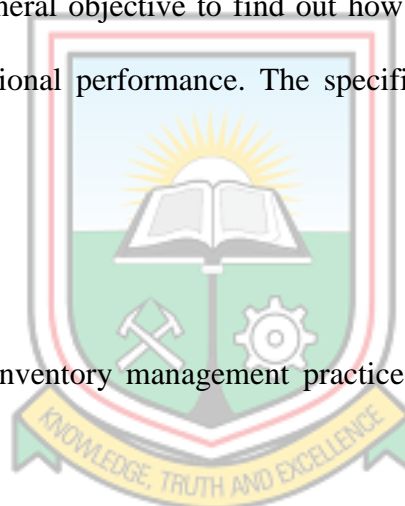 neral objective to find out how
ional performance. The specifi
nventory management practice
KNOWLEDGE, TRUTH AND EXCELLENCE